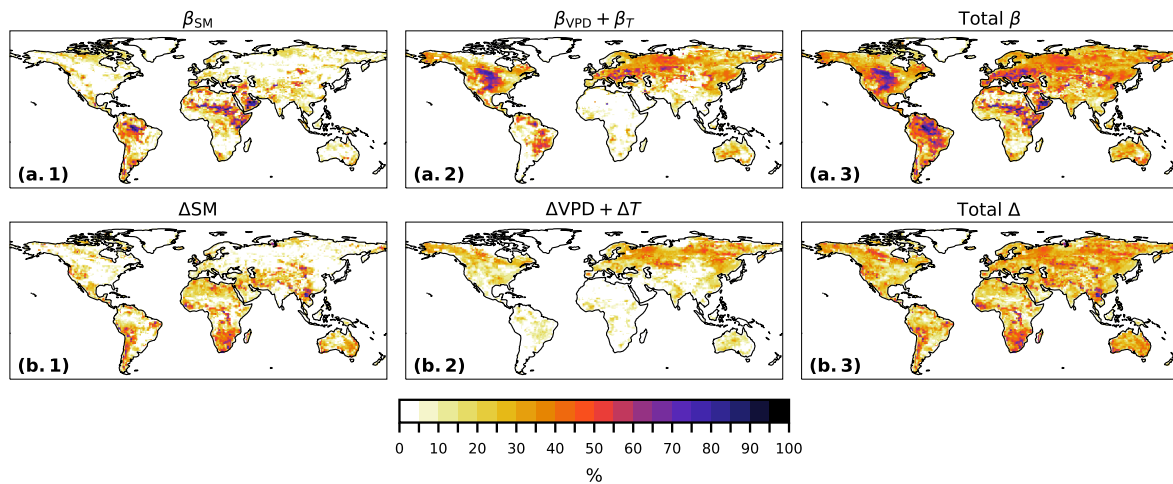 β_SM
β_VPD + β_T
Total β
(a. 1)
(a. 2)
(a. 3)
ΔSM
ΔVPD + ΔT
Total Δ
(b. 1)
(b. 2)
(b. 3)
0 10 20 30 40 50 60 70 80 90 100
%